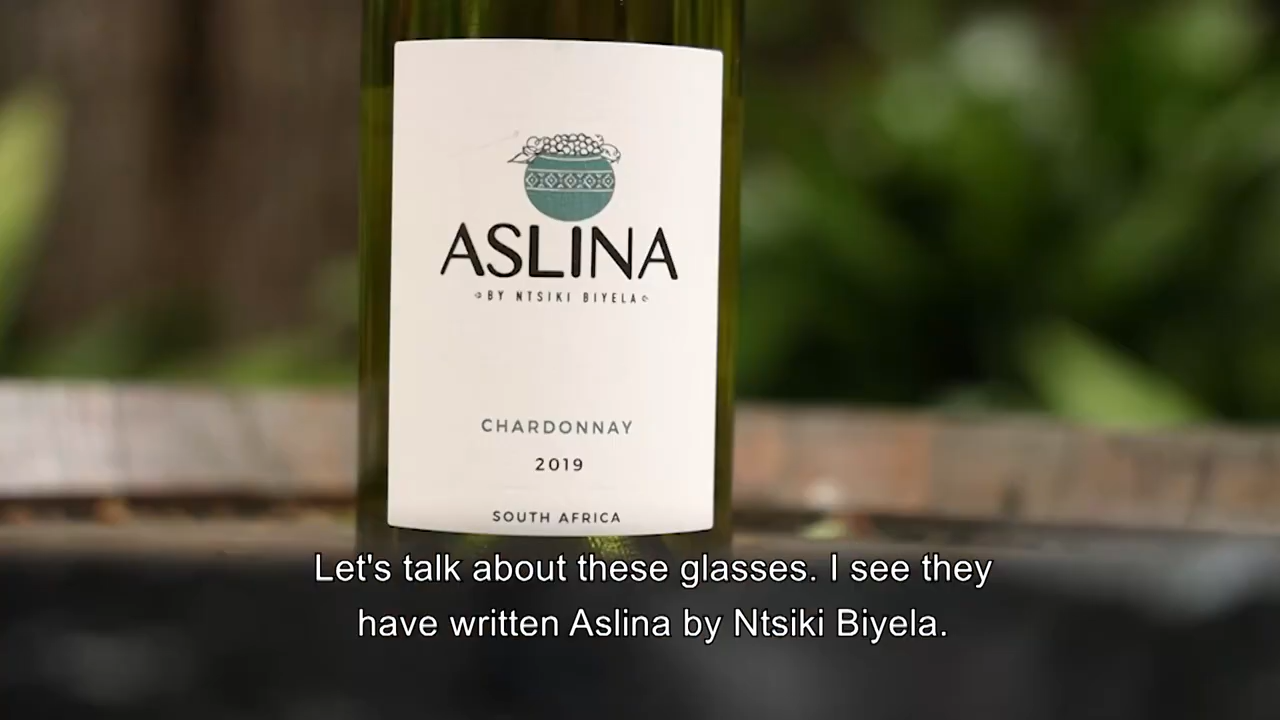 ASLINA
BY NTSIKI BIYELA
CHARDONNAY
2019
SOUTH AFRICA
Let's talk about these glasses. I see they
have written Aslina by Ntsiki Biyela.